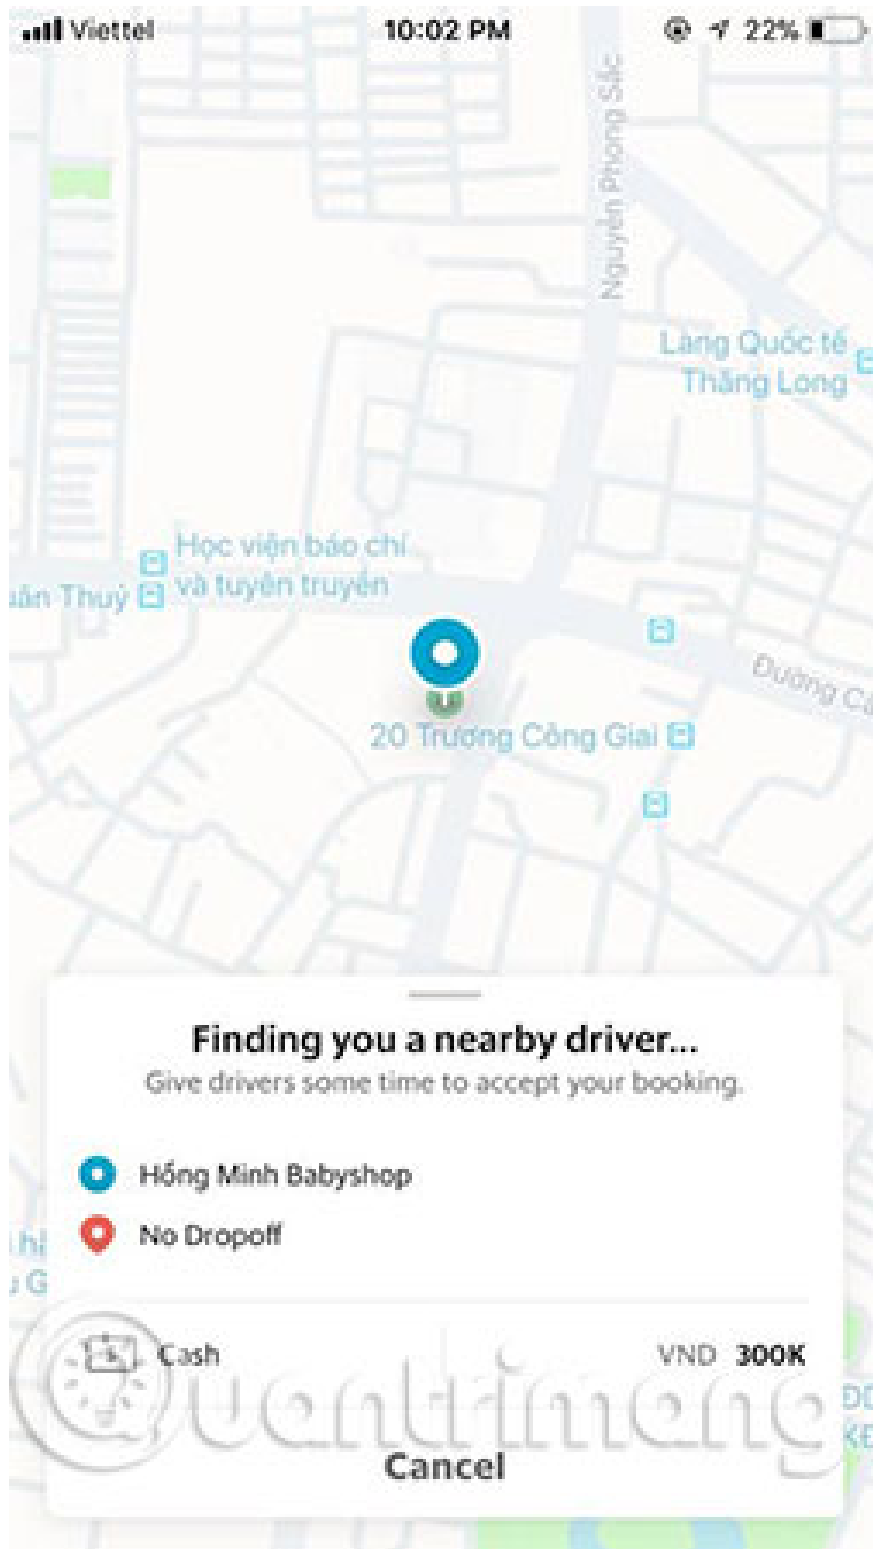 Viettel
10:02 PM
22%
Nguyễn Phong Sắc
Làng Quốc tế
Thăng Long
Học viện báo chí
và tuyên truyền
Thuỷ
20 Trương Công Giai
Đường
Finding you a nearby driver...
Give drivers some time to accept your booking.
Hồng Minh Babyshop
No Dropoff
Cash
VND 300K
Quantrimang
Cancel